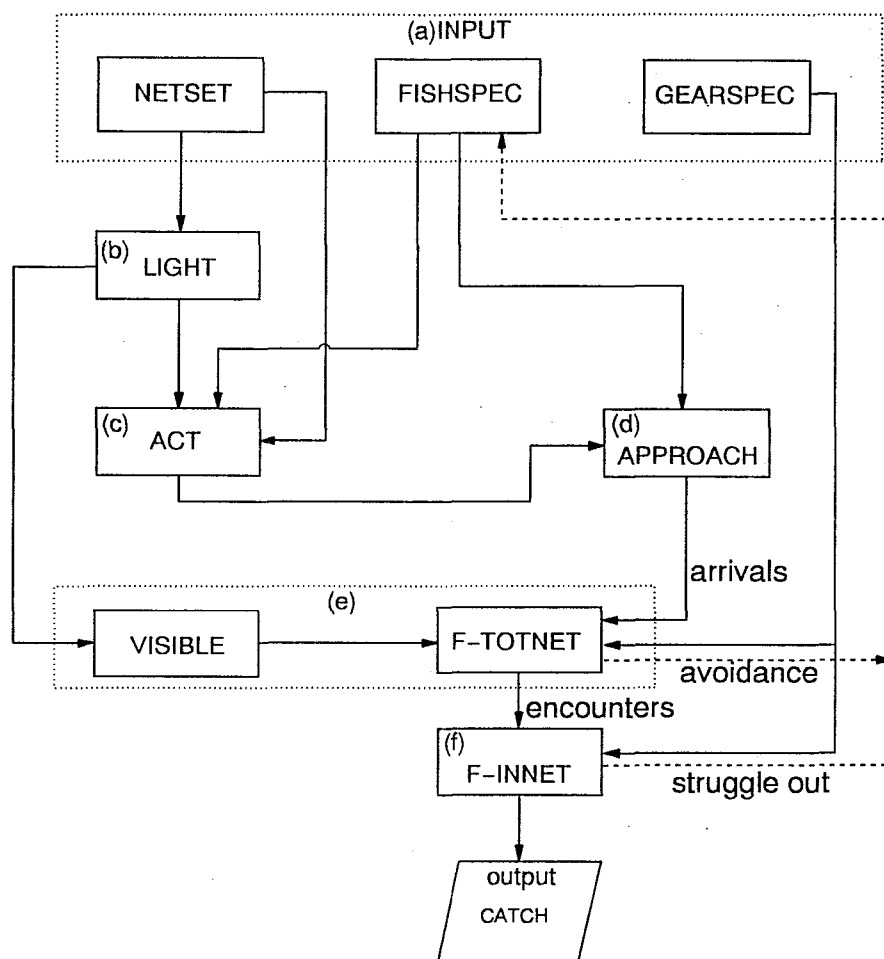 (a)INPUT
NETSET
FISHSPEC
GEARSPEC
(b)
LIGHT
(c)
ACT
(d)
APPROACH
arrivals
(e)
VISIBLE
F-TOTNET
avoidance
encounters
(f)
F-INNET
struggle out
output
CATCH